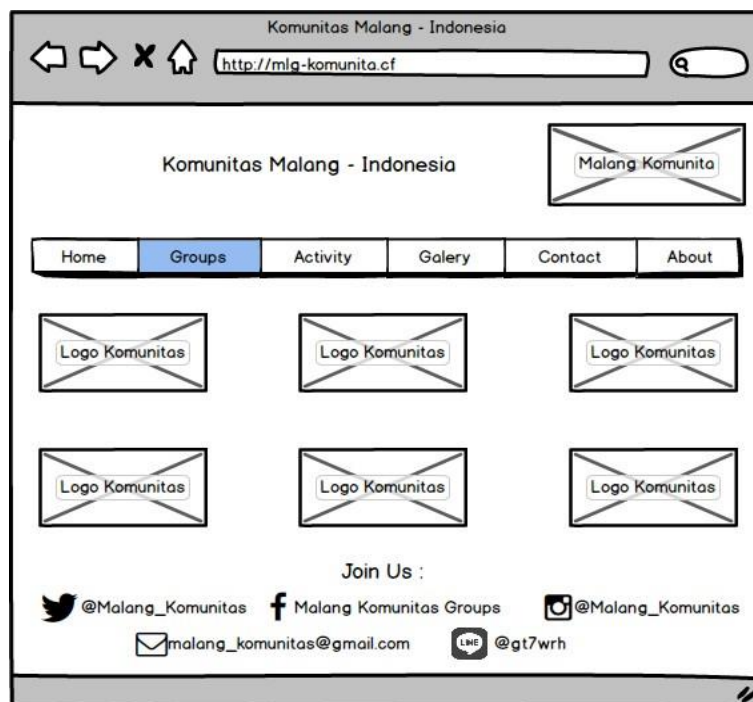 Komunitas Malang - Indonesia
http://mlg-komunita.cf
Komunitas Malang - Indonesia
Malang Komunita
Home Groups Activity Galery Contact About
Logo Komunitas Logo Komunitas Logo Komunitas
Logo Komunitas Logo Komunitas Logo Komunitas
Join Us :
@Malang_Komunitas Malang Komunitas Groups @Malang_Komunitas
malang_komunitas@gmail.com LINE @gt7wrh